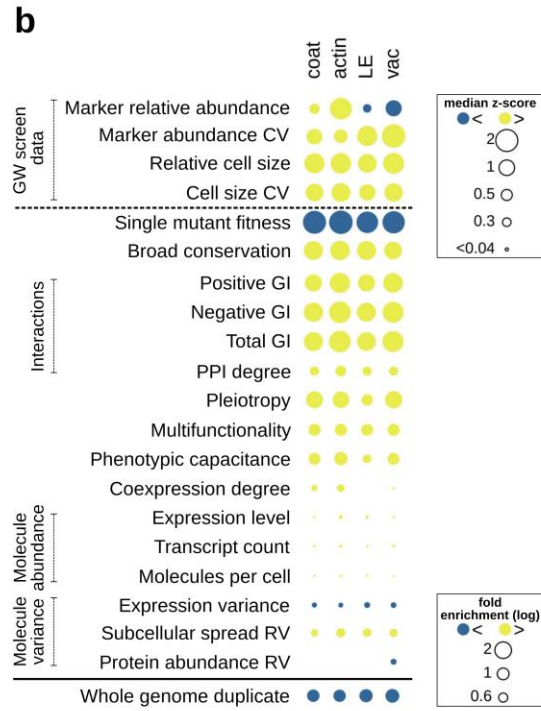 b
coat
actin
LE
vac
GW screen
data
Marker relative abundance
Marker abundance CV
Relative cell size
Cell size CV
Single mutant fitness
Broad conservation
Interactions
Positive GI
Negative GI
Total GI
PPI degree
Pleiotropy
Multifunctionality
Phenotypic capacitance
Coexpression degree
Molecule
abundance
Expression level
Transcript count
Molecules per cell
Molecule
variance
Expression variance
Subcellular spread RV
Protein abundance RV
Whole genome duplicate
median z-score
< >
2
1
0.5
0.3
<0.04
fold
enrichment (log)
< >
2
1
0.6